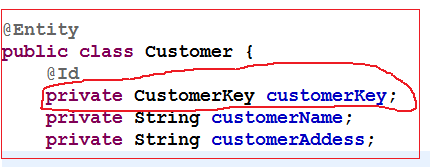 @Entity
public class Customer {
@Id
private CustomerKey customerKey;
private String customerName;
private String customerAddess;